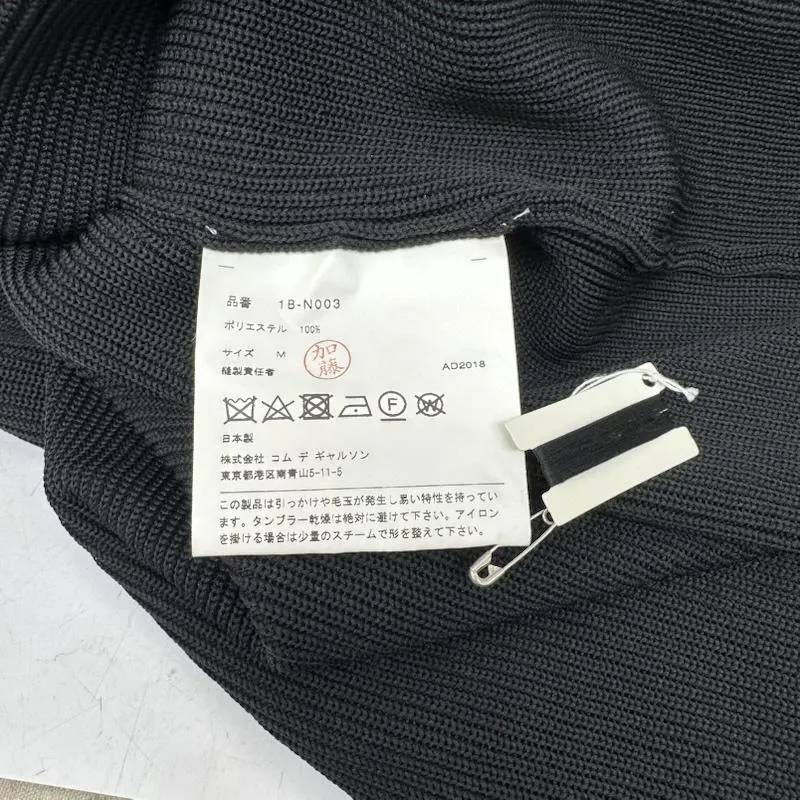 品番 1B-N003
ポリエステル 100%
サイズ M
加藤
縫製責任者 AD2018
P W
日本製
株式会社 コム デ ギャルソン
東京都港区南青山5-11-5
この製品は引っかけや毛玉が発生し易い特性を持ってい
ます。タンブラー乾燥は絶対に避けて下さい。アイロン
を掛ける場合は少量のスチームで形を整えて下さい。